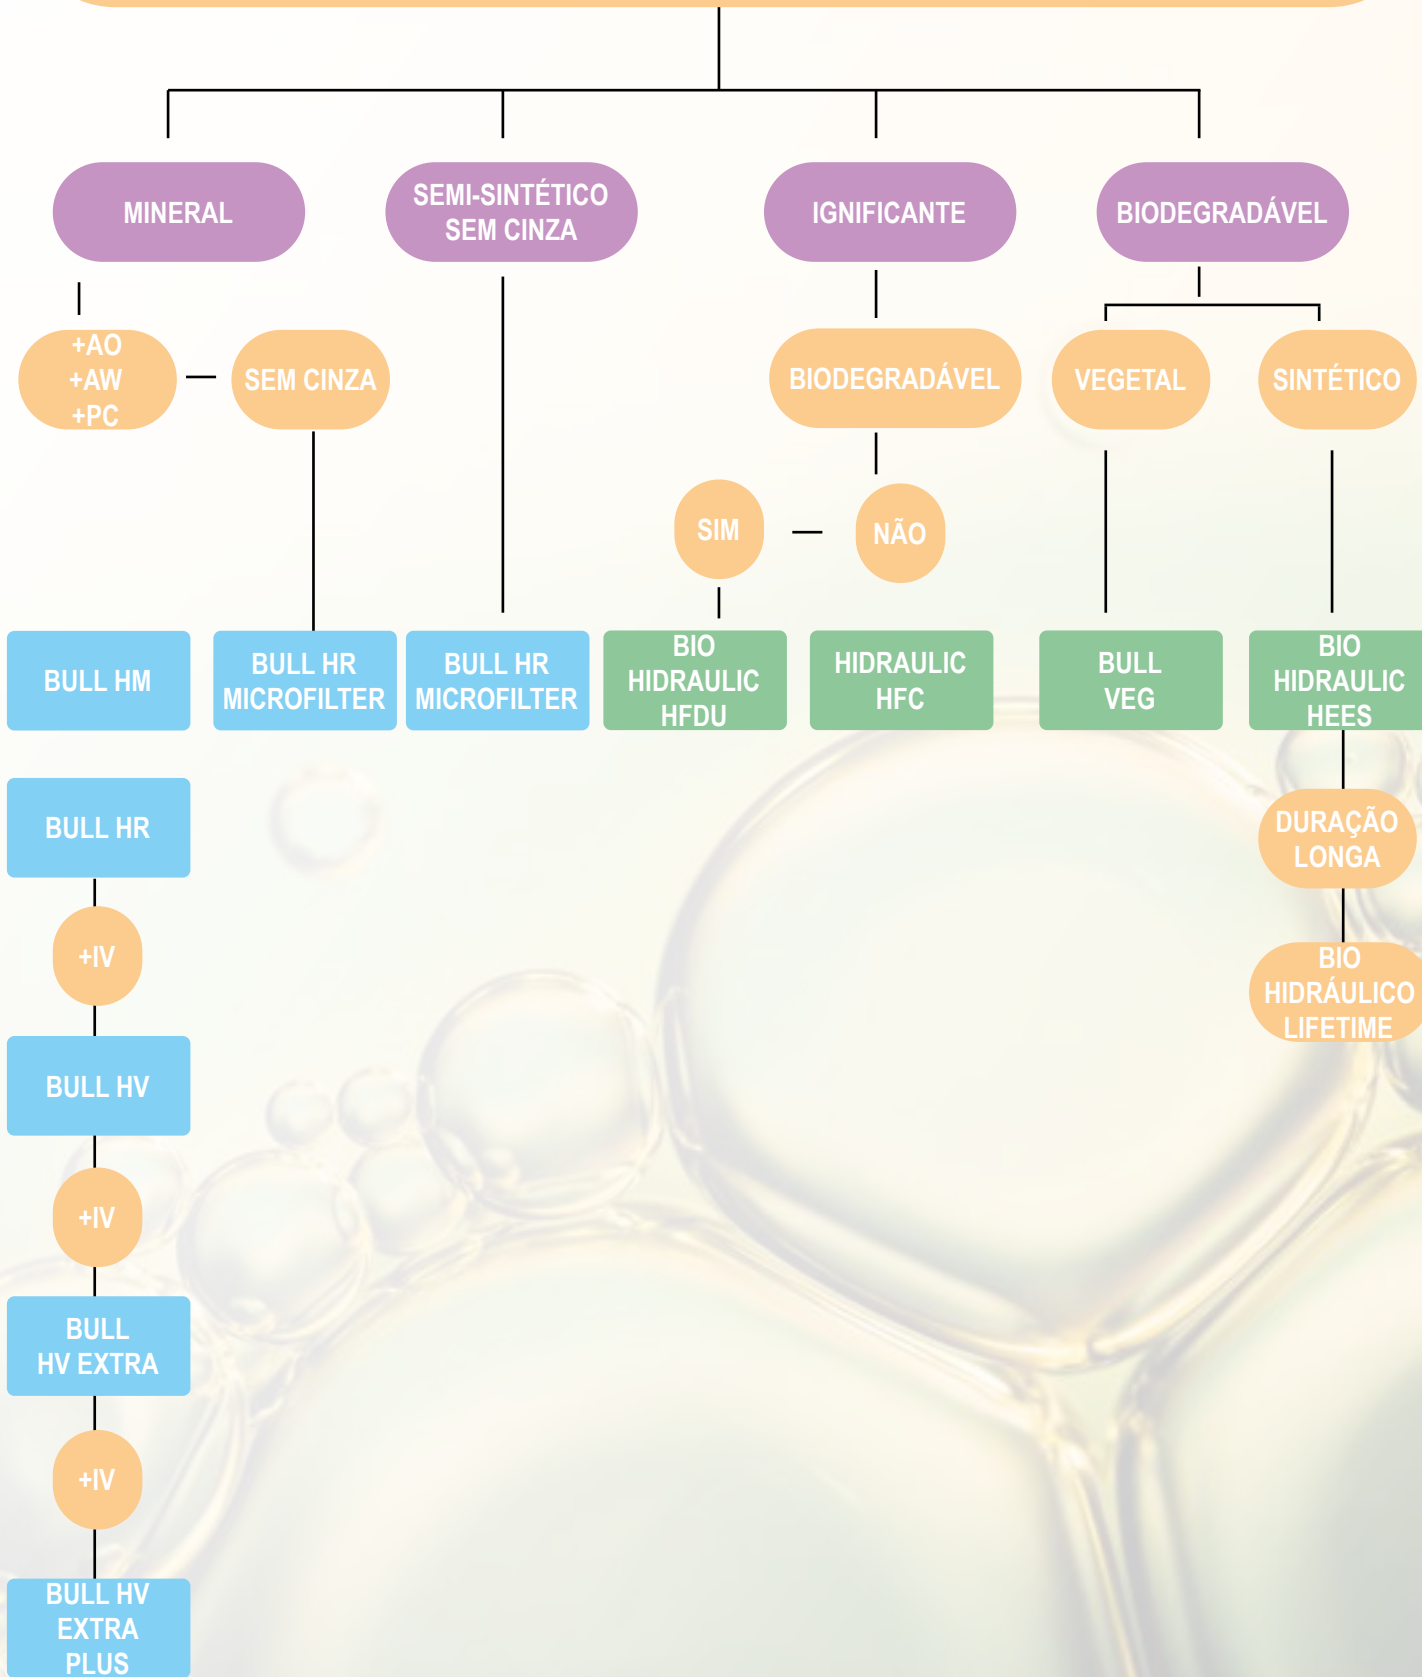 MINERAL
SEMI-SINTÉTICO
SEM CINZA
IGNIFICANTE
BIODEGRADÁVEL
+AO
+AW
+PC
SEM CINZA
BIODEGRADÁVEL
VEGETAL
SINTÉTICO
SIM
NÃO
BULL HM
BULL HR
MICROFILTER
BULL HR
MICROFILTER
BIO
HIDRAULIC
HFDU
HIDRAULIC
HFC
BULL
VEG
BIO
HIDRAULIC
HEES
BULL HR
DURAÇÃO
LONGA
+IV
BIO
HIDRÁULICO
LIFETIME
BULL HV
+IV
BULL
HV EXTRA
+IV
BULL HV
EXTRA
PLUS